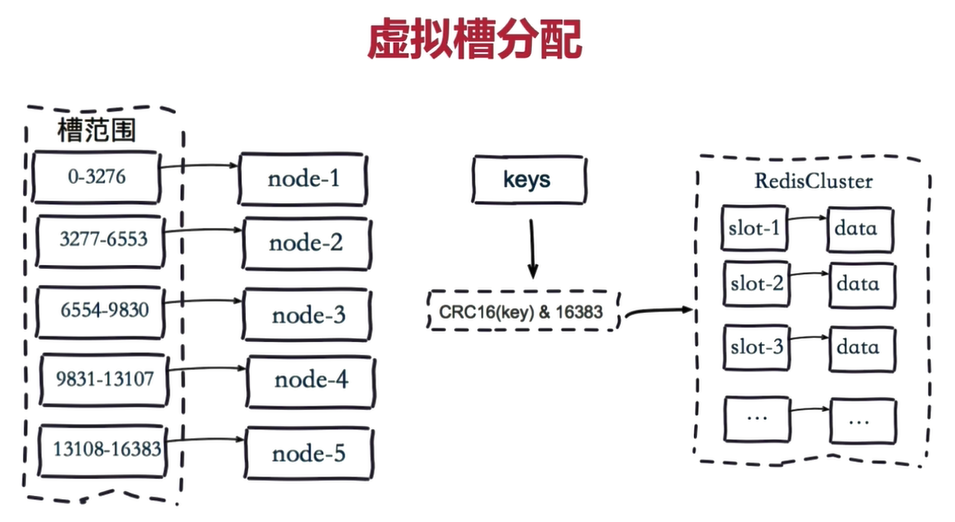 虚拟槽分配
槽范围
0-3276
node-1
3277-6553
node-2
6554-9830
node-3
9831-13107
node-4
13108-16383
node-5
keys
CRC16(key) & 16383
RedisCluster
slot-1
data
slot-2
data
slot-3
data
...
...